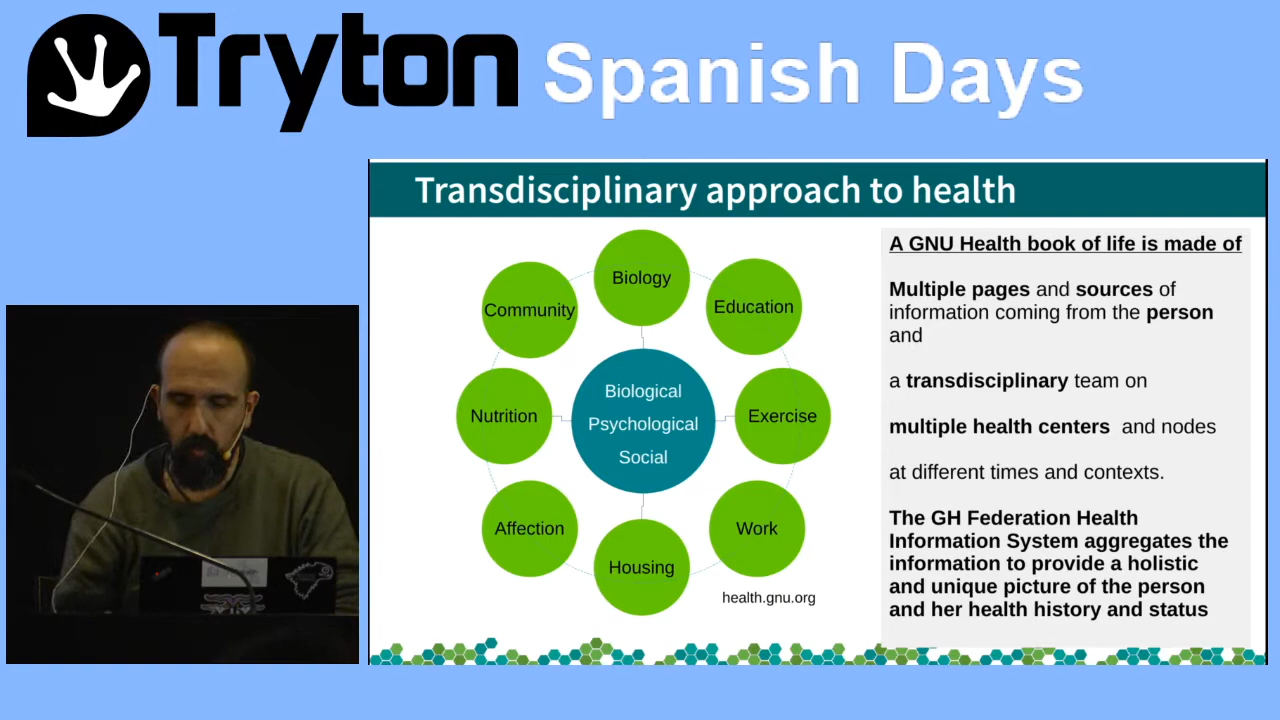 Tryton Spanish Days
Transdisciplinary approach to health
Biology
Community
Education
Biological
Psychological
Social
Nutrition
Exercise
Affection
Work
Housing
health.gnu.org
A GNU Health book of life is made of
Multiple pages and sources of
information coming from the person
and
a transdisciplinary team on
multiple health centers and nodes
at different times and contexts.
The GH Federation Health
Information System aggregates the
information to provide a holistic
and unique picture of the person
and her health history and status